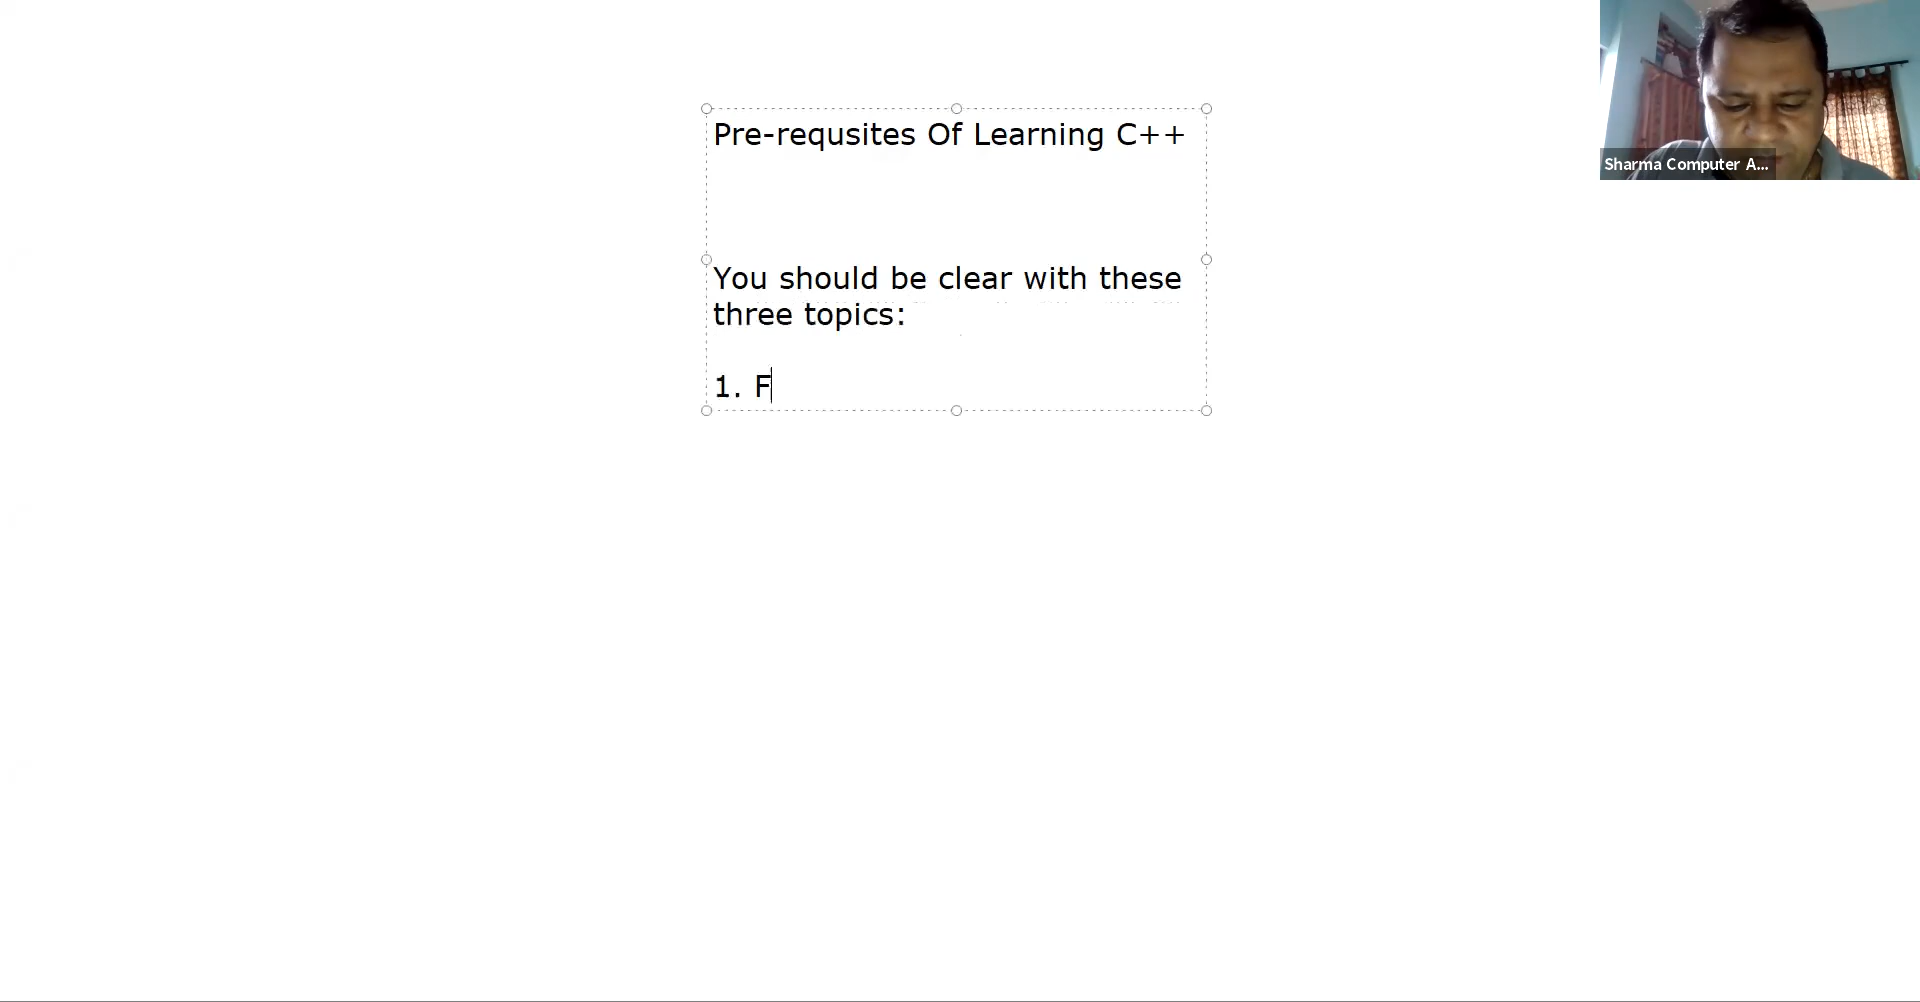 Pre-requsites Of Learning C++
You should be clear with these
three topics:
1. F
Sharma Computer A...